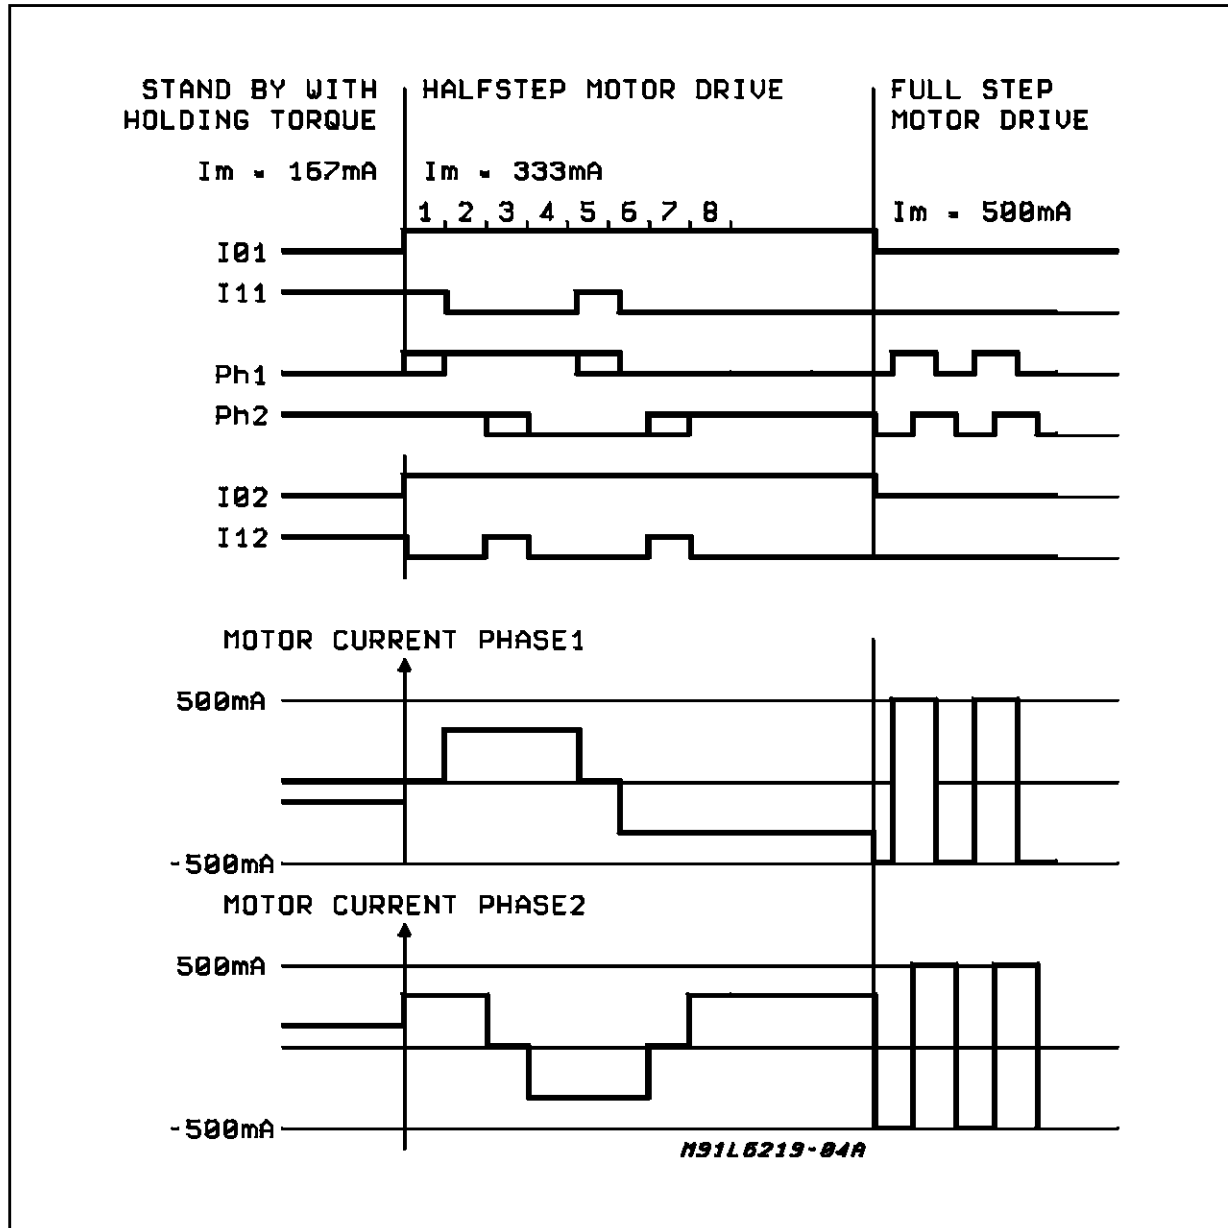 STAND BY WITH
HOLDING TORQUE
Im = 167mA
HALFSTEP MOTOR DRIVE
Im = 333mA
1 2 3 4 5 6 7 8
FULL STEP
MOTOR DRIVE
Im = 500mA
I01
I11
Ph1
Ph2
I02
I12
MOTOR CURRENT PHASE1
500mA
-500mA
MOTOR CURRENT PHASE2
500mA
-500mA
M91L6219-04A